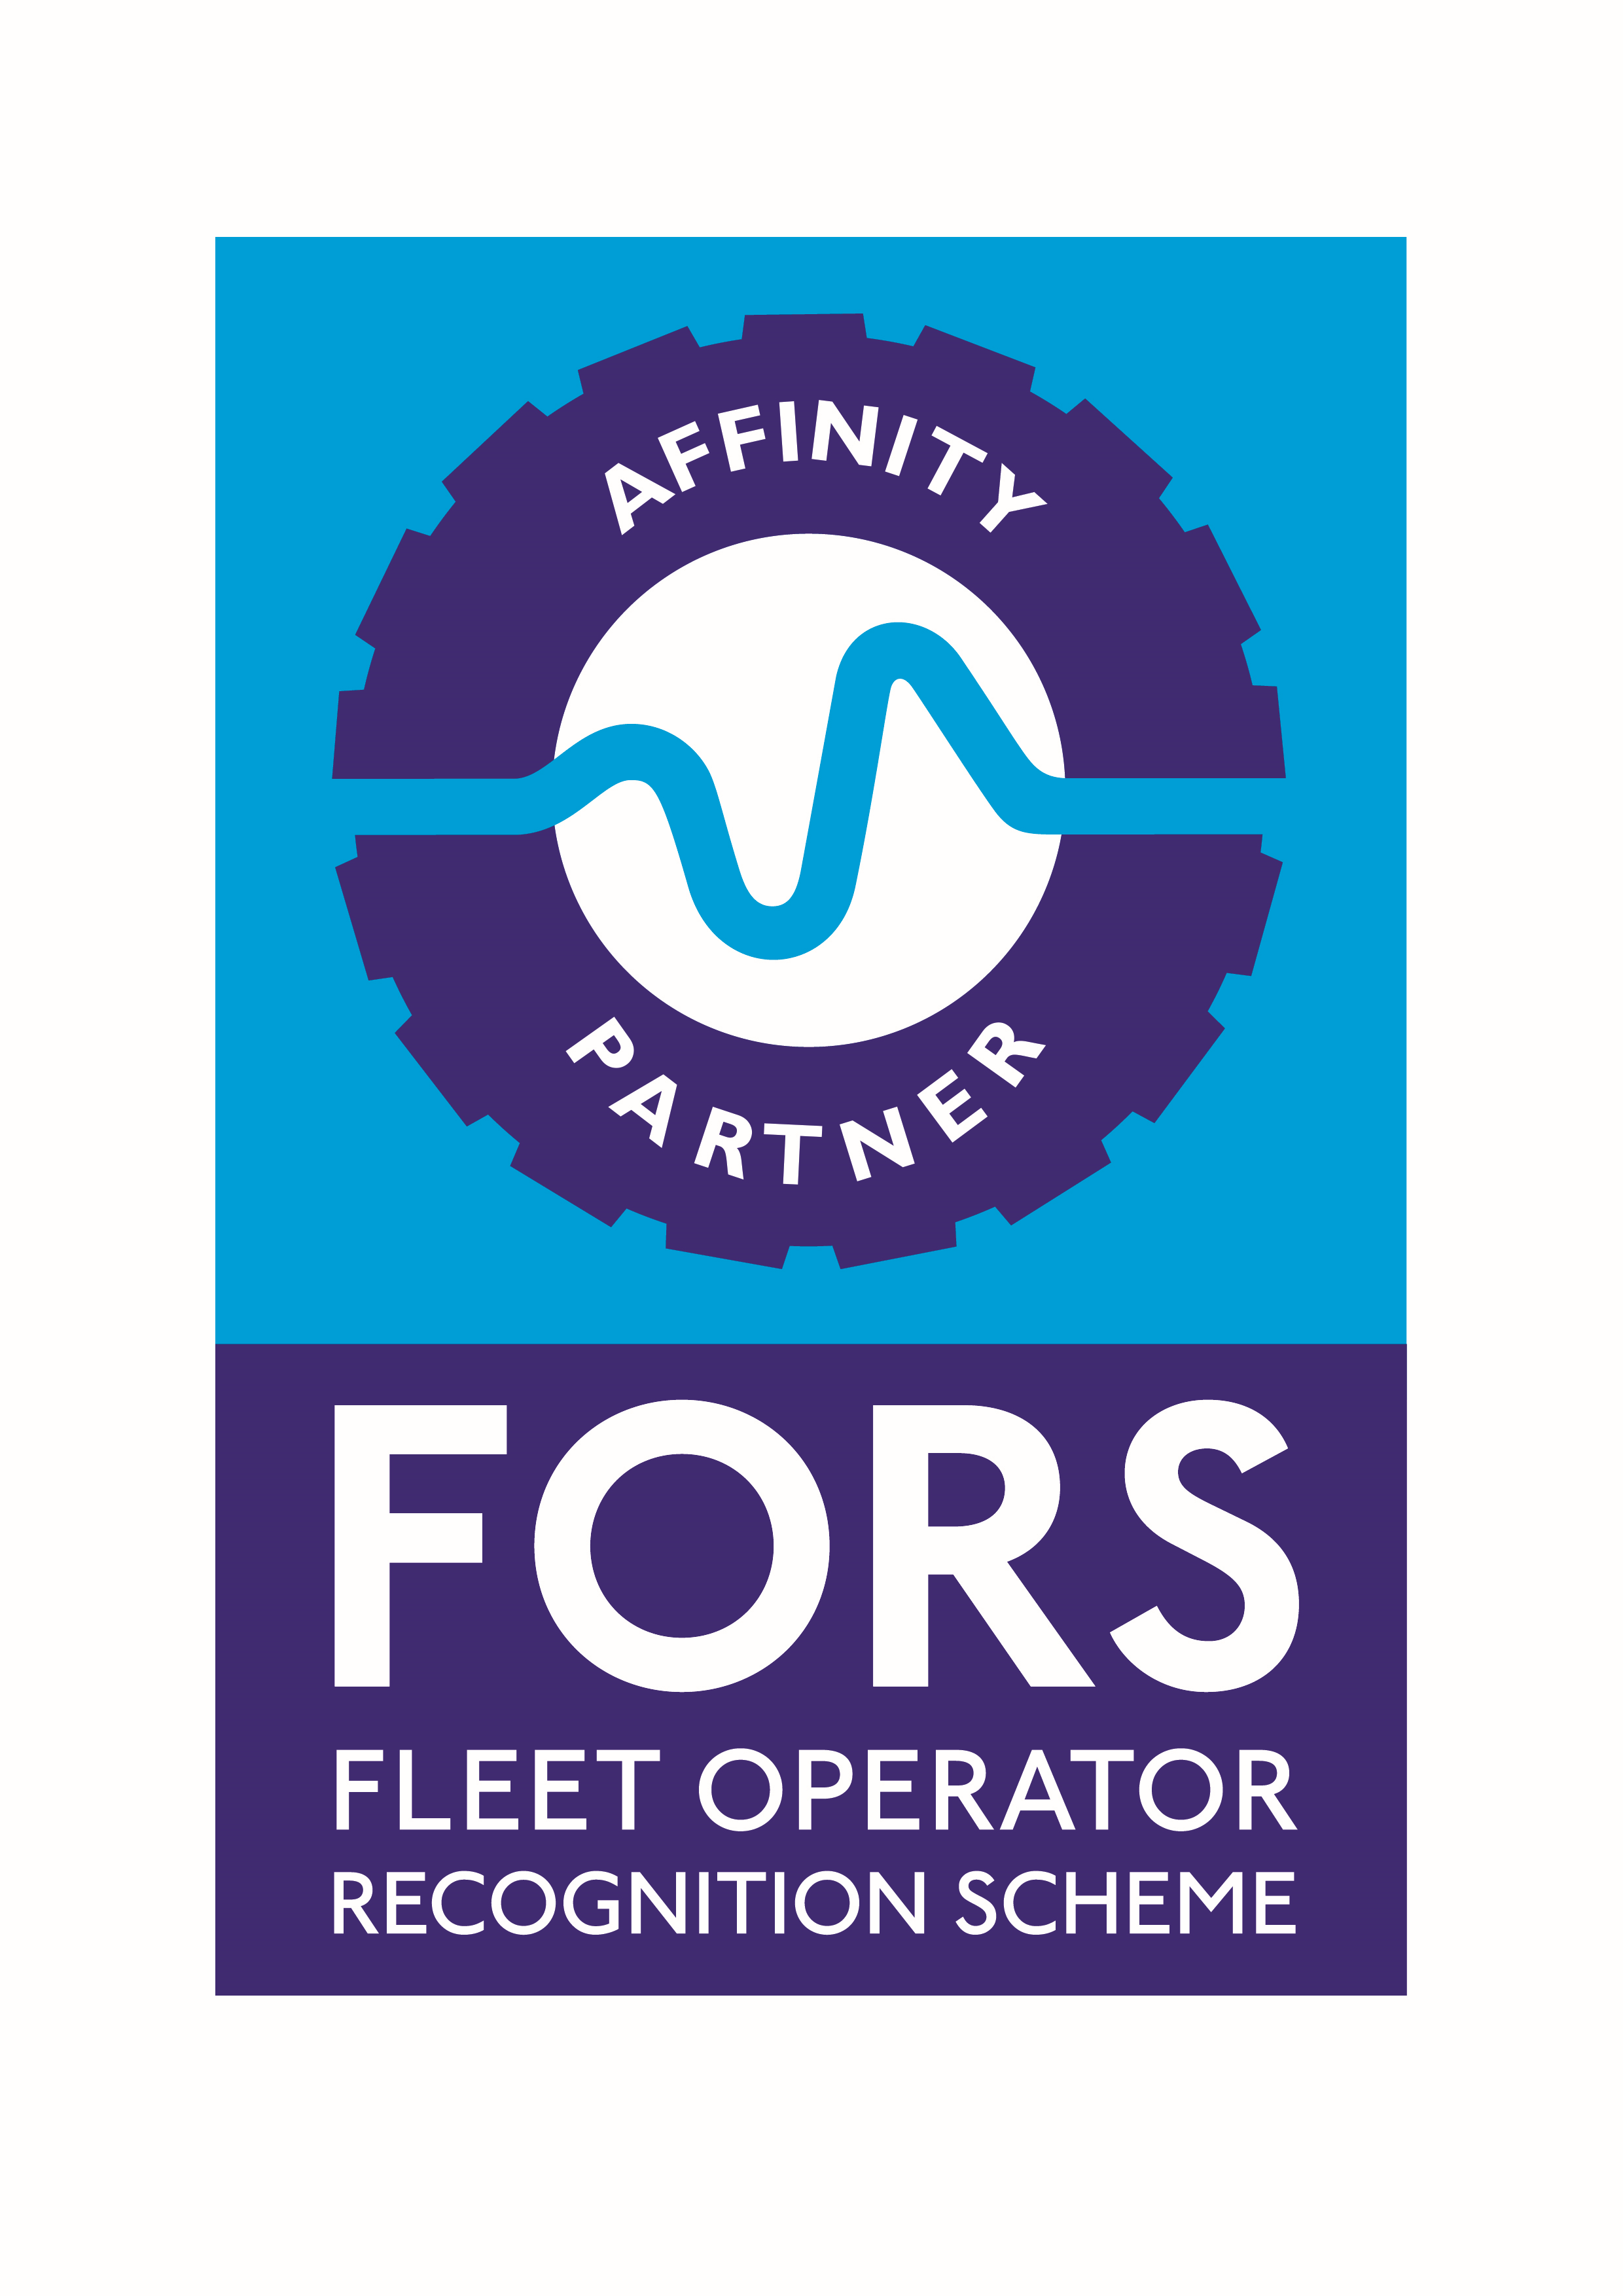 AFFINITY
PARTNER
FORS
FLEET OPERATOR
RECOGNITION SCHEME